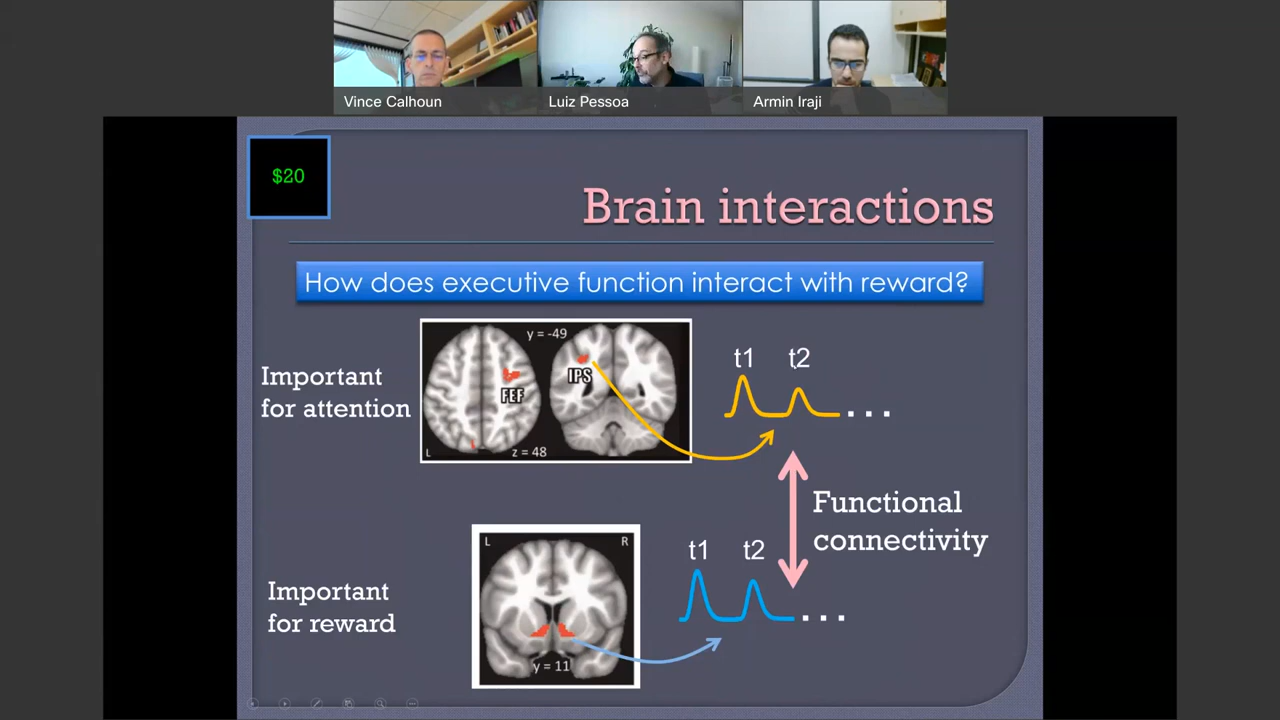 Vince Calhoun
Luiz Pessoa
Armin Iraji
$20
Brain interactions
How does executive function interact with reward?
Important
for attention
y = -49
FEF
IPS
L
z = 48
t1
t2
...
Functional
connectivity
Important
for reward
L
R
y = 11
t1
t2
...